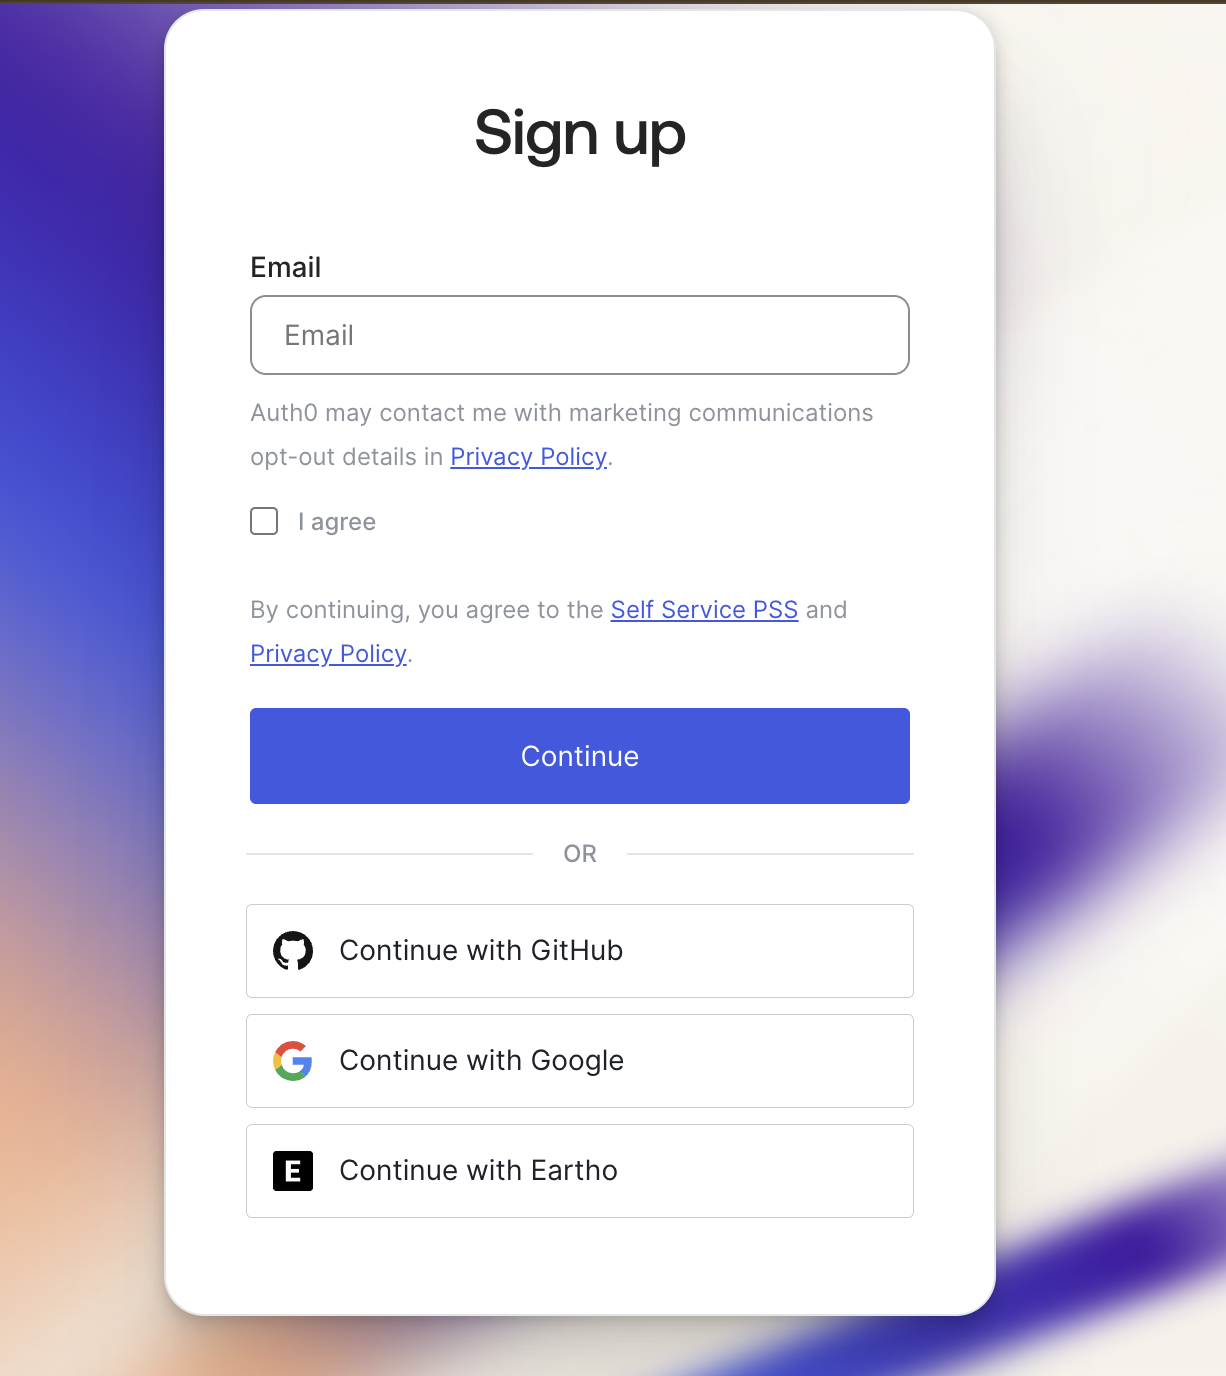 Sign up
Email
Email
Auth0 may contact me with marketing communications
opt-out details in Privacy Policy.
I agree
By continuing, you agree to the Self Service PSS and
Privacy Policy.
Continue
OR
Continue with GitHub
Continue with Google
E Continue with Eartho